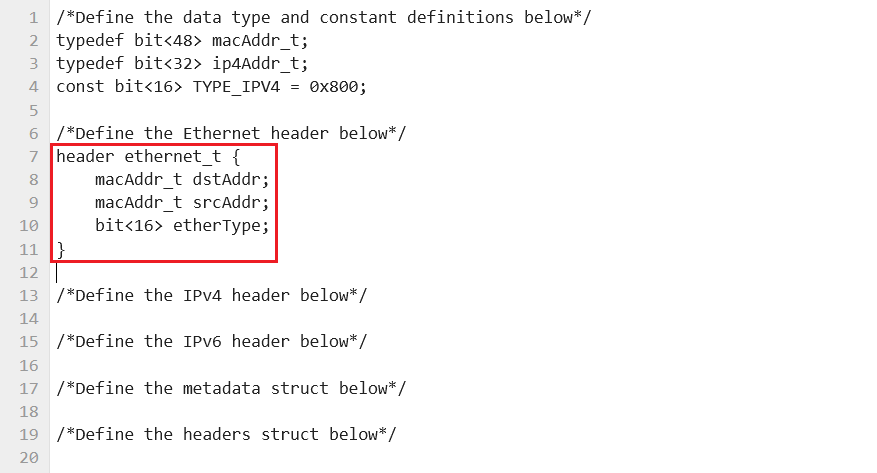 1 /*Define the data type and constant definitions below*/
2 typedef bit<48> macAddr_t;
3 typedef bit<32> ip4Addr_t;
4 const bit<16> TYPE_IPV4 = 0x800;
5
6 /*Define the Ethernet header below*/
7 header ethernet_t {
8     macAddr_t dstAddr;
9     macAddr_t srcAddr;
10     bit<16> etherType;
11 }
12
13 /*Define the IPv4 header below*/
14
15 /*Define the IPv6 header below*/
16
17 /*Define the metadata struct below*/
18
19 /*Define the headers struct below*/
20